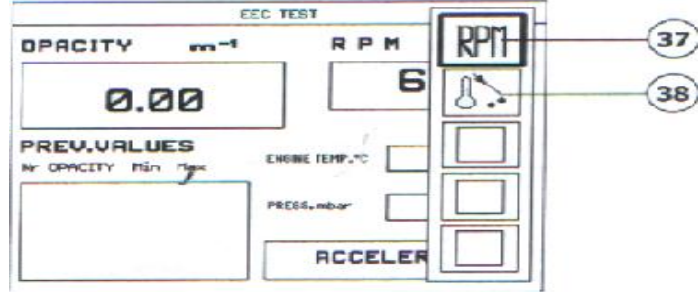 EEC TEST
OPACITY m⁻¹ RPM
RPM 37
0.00 6
38
PREV.VALUES
Nr OPACITY Min Max
ENGINE TEMP.°C
PRESS.mbar
ACCELER